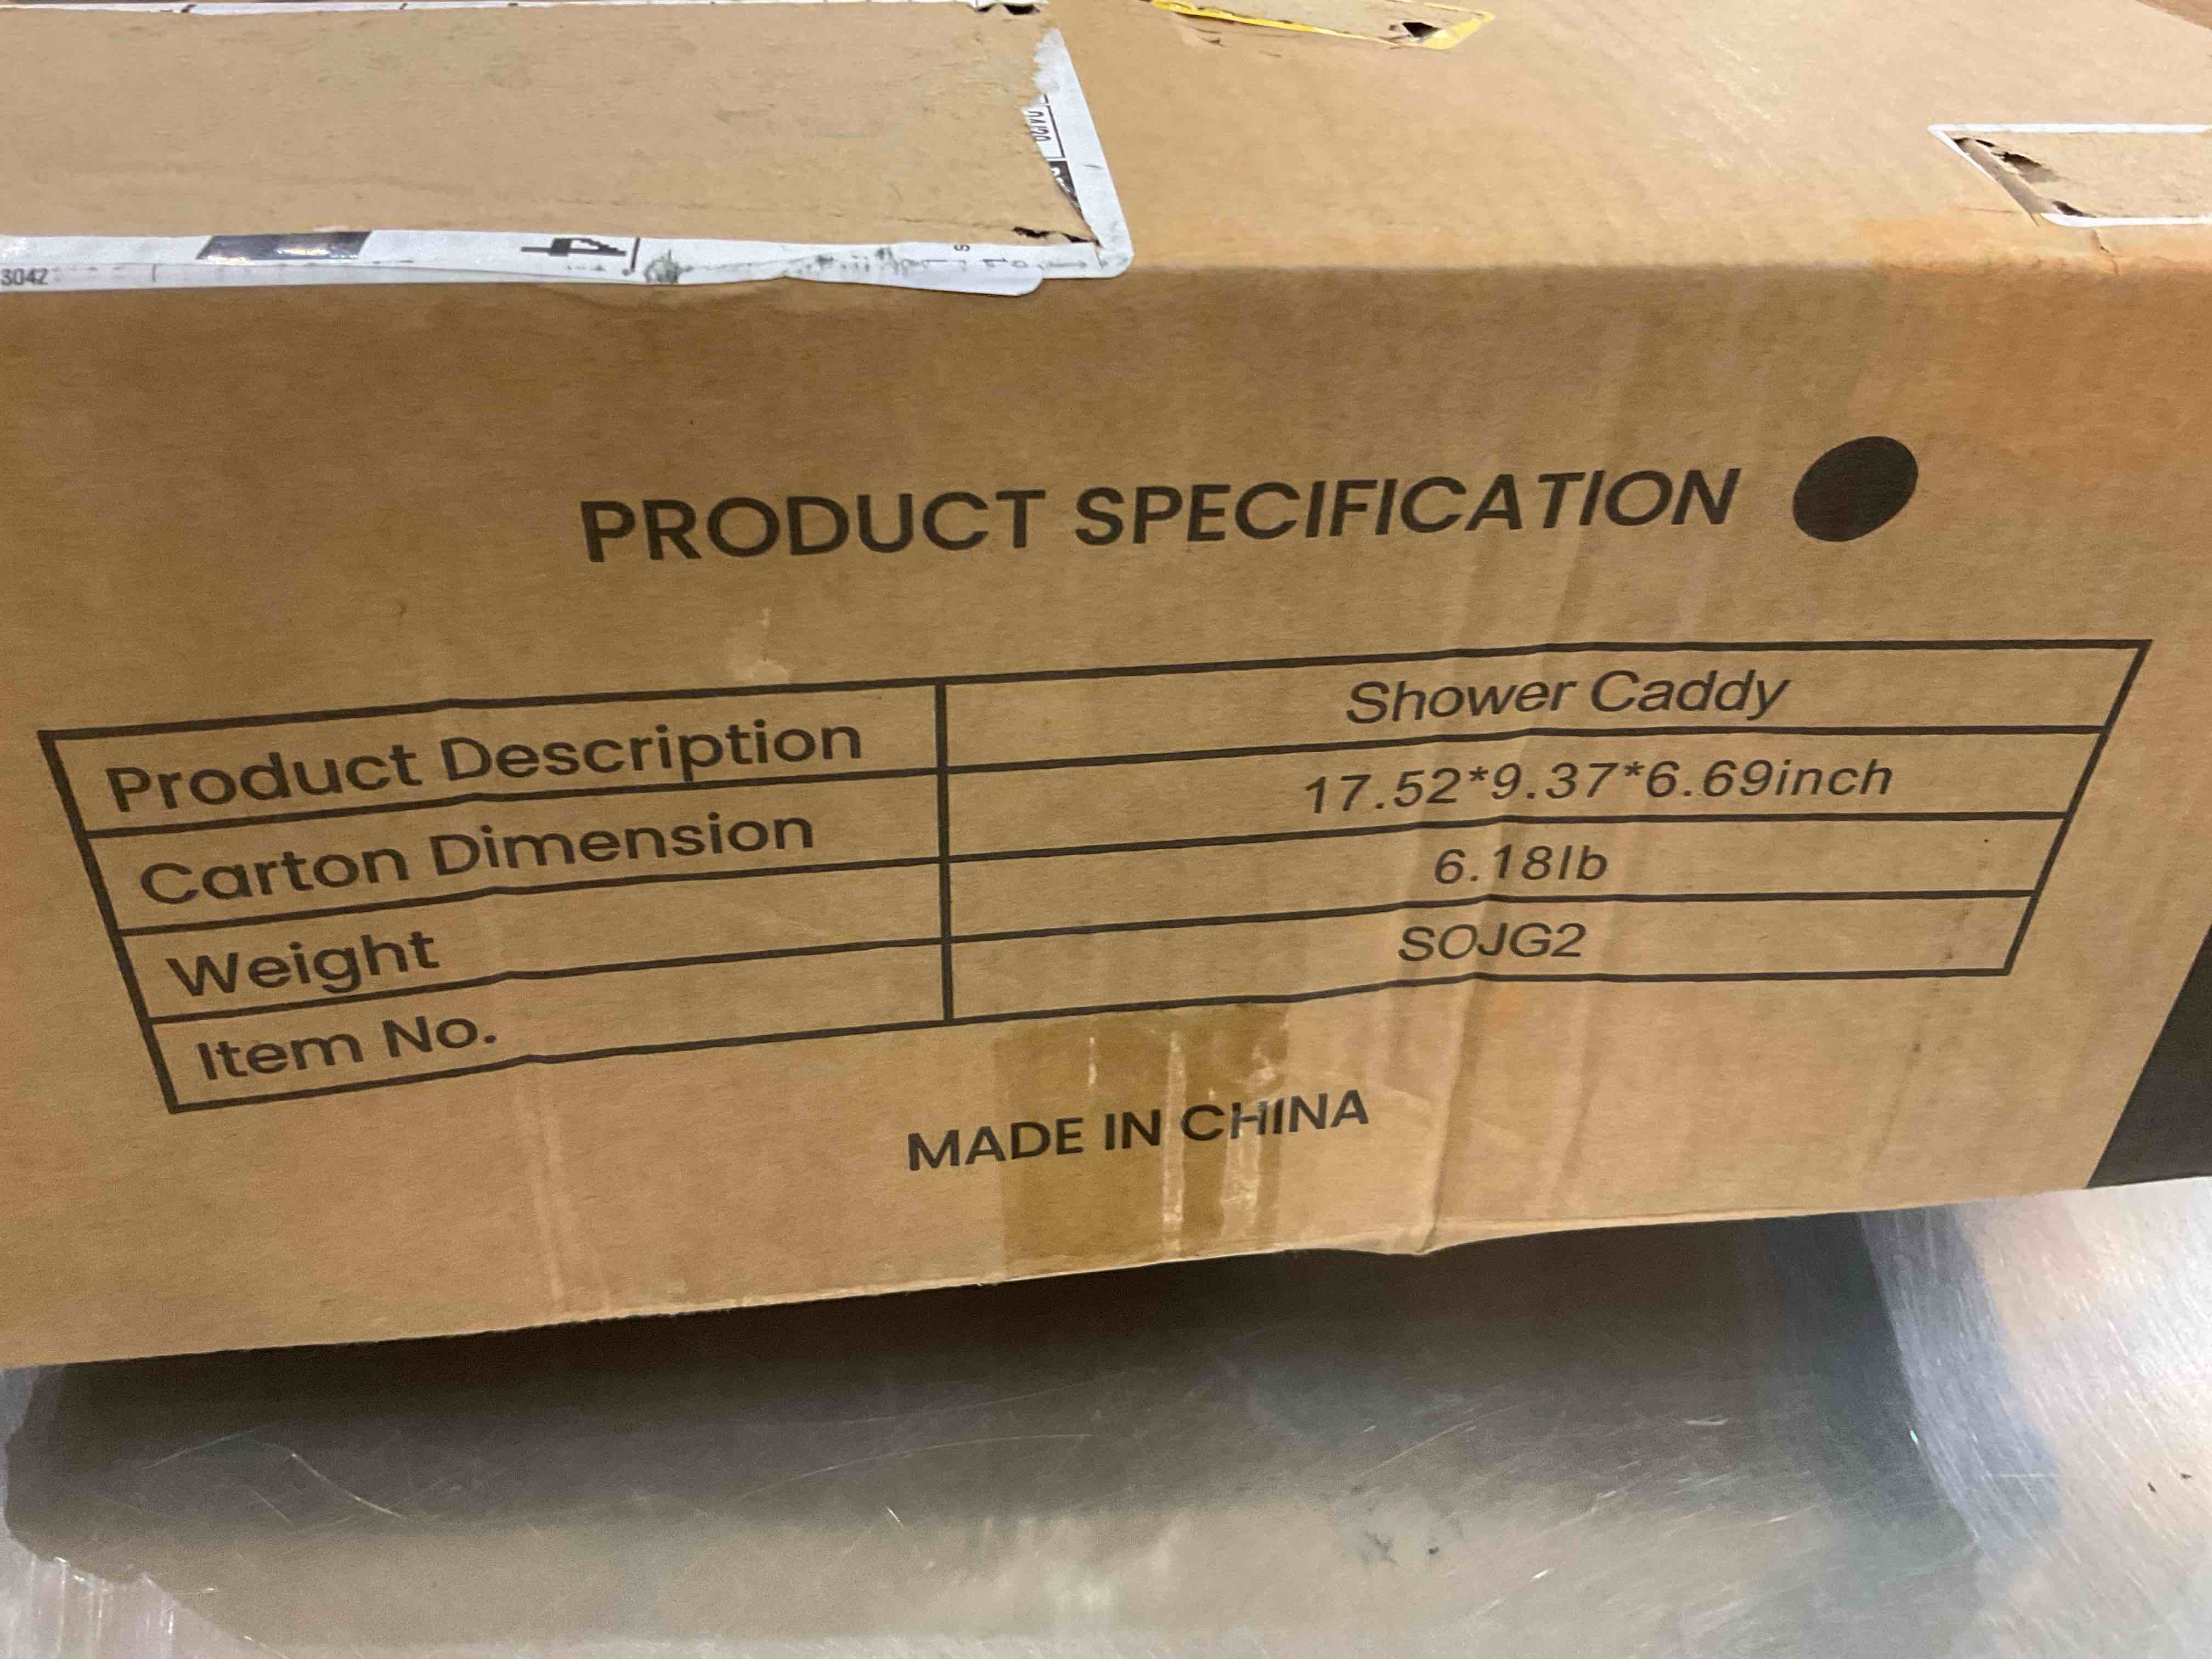 3042
PRODUCT SPECIFICATION
Product Description Shower Caddy
Carton Dimension 17.52*9.37*6.69inch
Weight 6.18lb
Item No. SOJG2
MADE IN CHINA